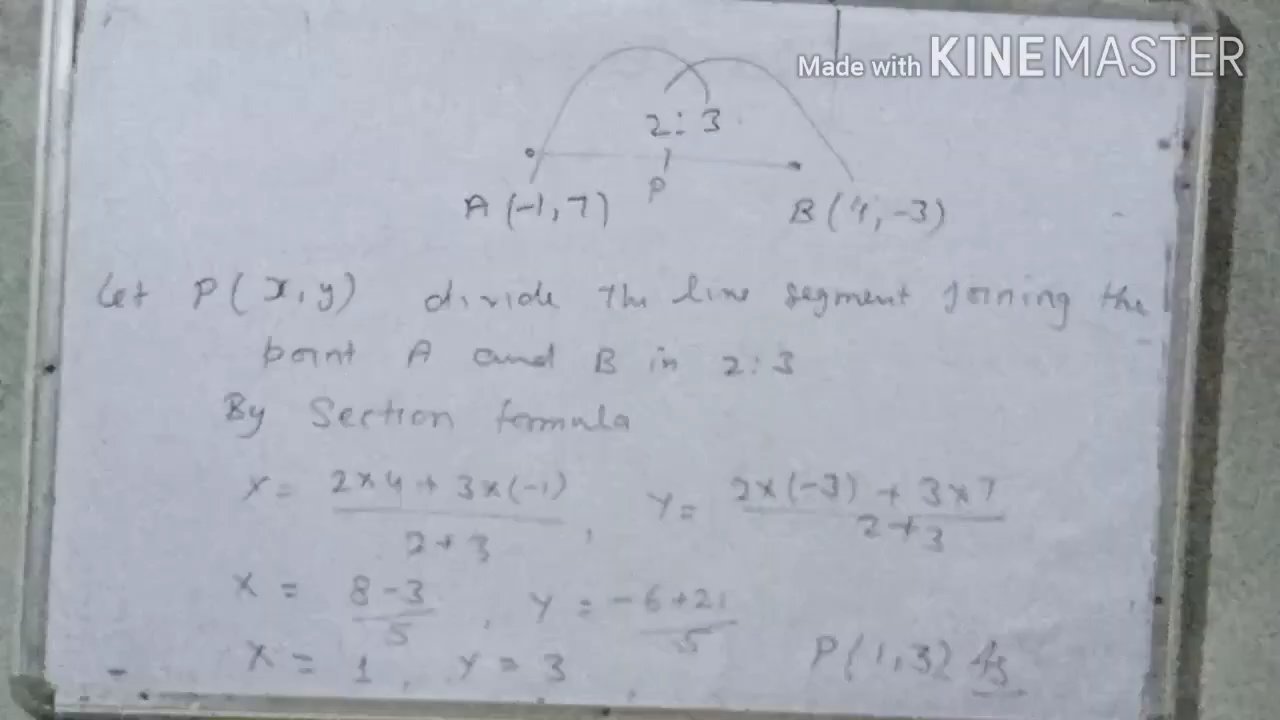 Made with KINEMASTER
2:3
P
A (-1, 7) B (4, -3)
Let P(x, y) divide the line segment joining the
point A and B in 2:3
By Section formula
X = 2×4 + 3×(-1) / 2+3 , Y = 2×(-3) + 3×7 / 2+3
X = 8-3 / 5 , Y = -6+21 / 5
X = 1 , Y = 3 P(1,3) As